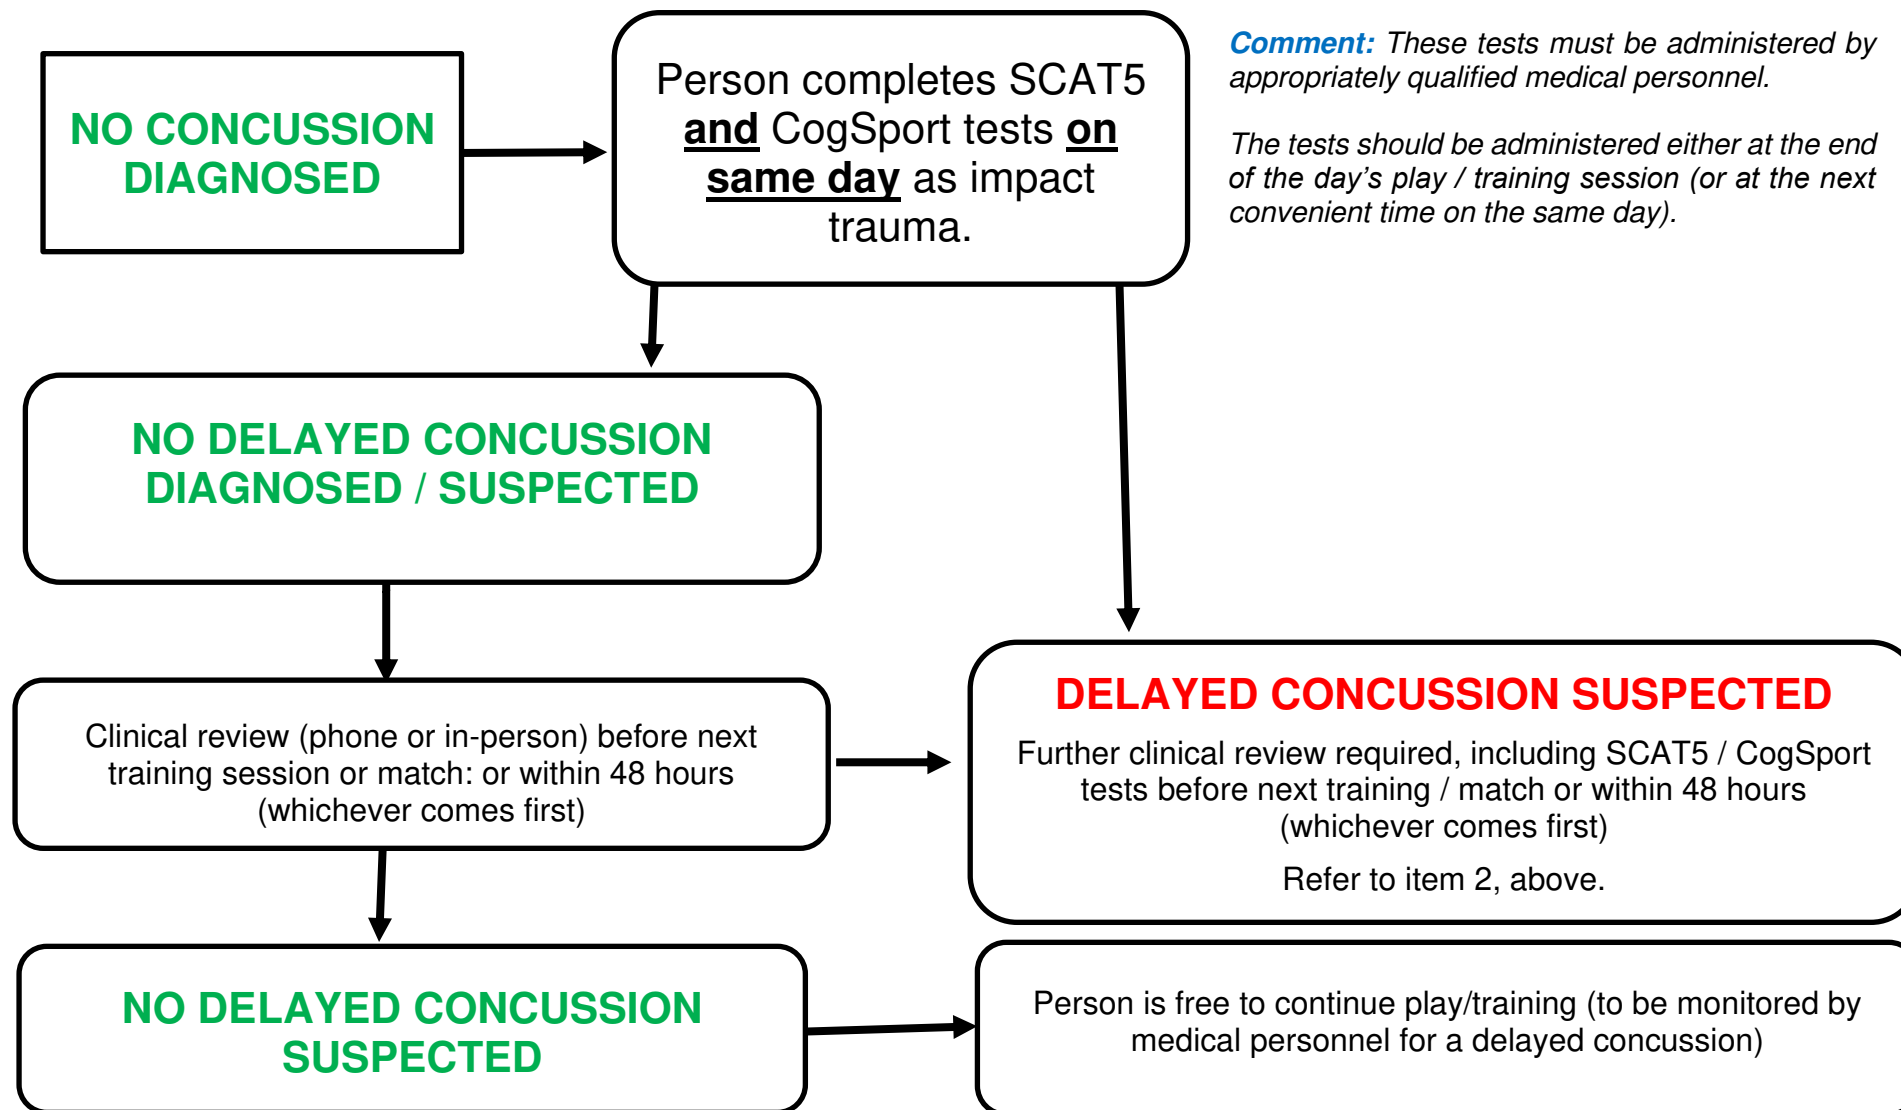 NO CONCUSSION
DIAGNOSED
Person completes SCAT5
and CogSport tests on
same day as impact
trauma.
Comment: These tests must be administered by
appropriately qualified medical personnel.
The tests should be administered either at the end
of the day’s play / training session (or at the next
convenient time on the same day).
NO DELAYED CONCUSSION
DIAGNOSED / SUSPECTED
Clinical review (phone or in-person) before next
training session or match: or within 48 hours
(whichever comes first)
DELAYED CONCUSSION SUSPECTED
Further clinical review required, including SCAT5 / CogSport
tests before next training / match or within 48 hours
(whichever comes first)
Refer to item 2, above.
NO DELAYED CONCUSSION
SUSPECTED
Person is free to continue play/training (to be monitored by
medical personnel for a delayed concussion)